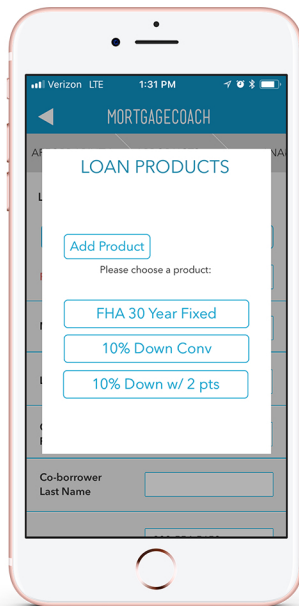 Verizon LTE 1:31 PM
MORTGAGECOACH
LOAN PRODUCTS
Add Product
Please choose a product:
FHA 30 Year Fixed
10% Down Conv
10% Down w/ 2 pts
Co-borrower
Last Name